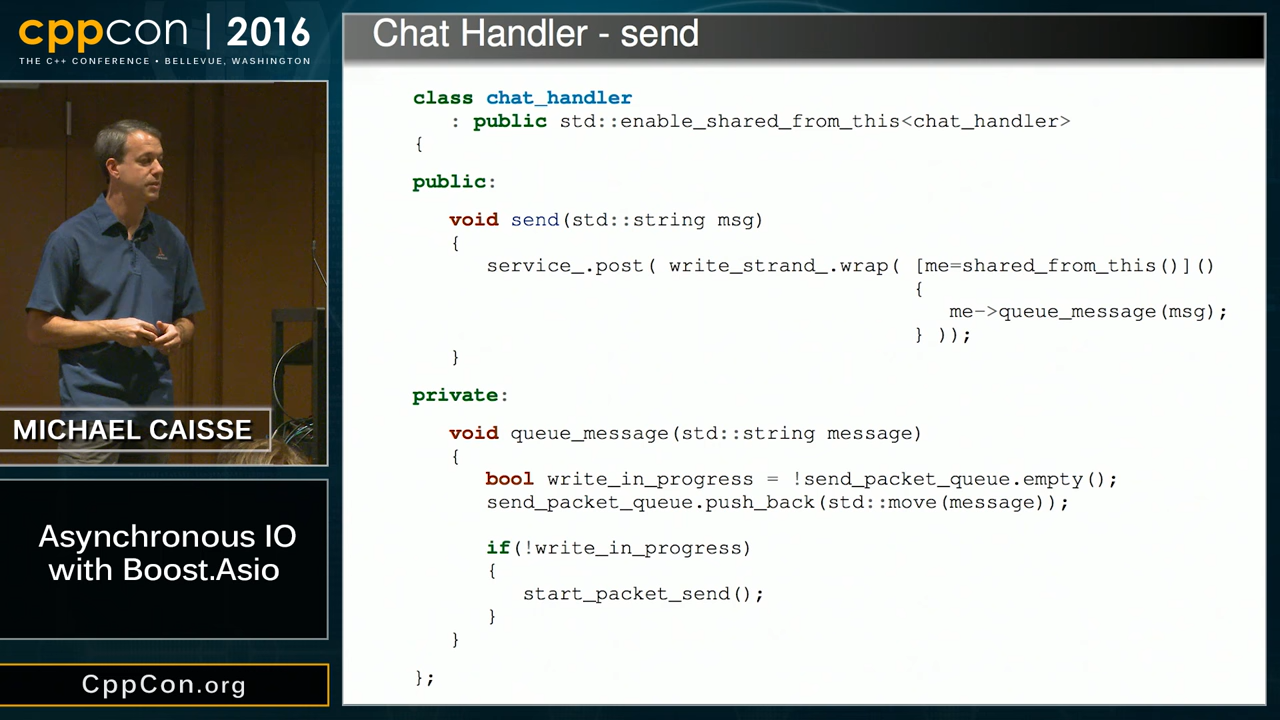 cppcon | 2016
THE C++ CONFERENCE • BELLEVUE, WASHINGTON
MICHAEL CAISSE
Asynchronous IO
with Boost.Asio
CppCon.org
Chat Handler - send
class chat_handler
: public std::enable_shared_from_this<chat_handler>
{
public:
void send(std::string msg)
{
service_.post( write_strand_.wrap( [me=shared_from_this()]()
{
me->queue_message(msg);
} ));
}
private:
void queue_message(std::string message)
{
bool write_in_progress = !send_packet_queue.empty();
send_packet_queue.push_back(std::move(message));
if(!write_in_progress)
{
start_packet_send();
}
}
};